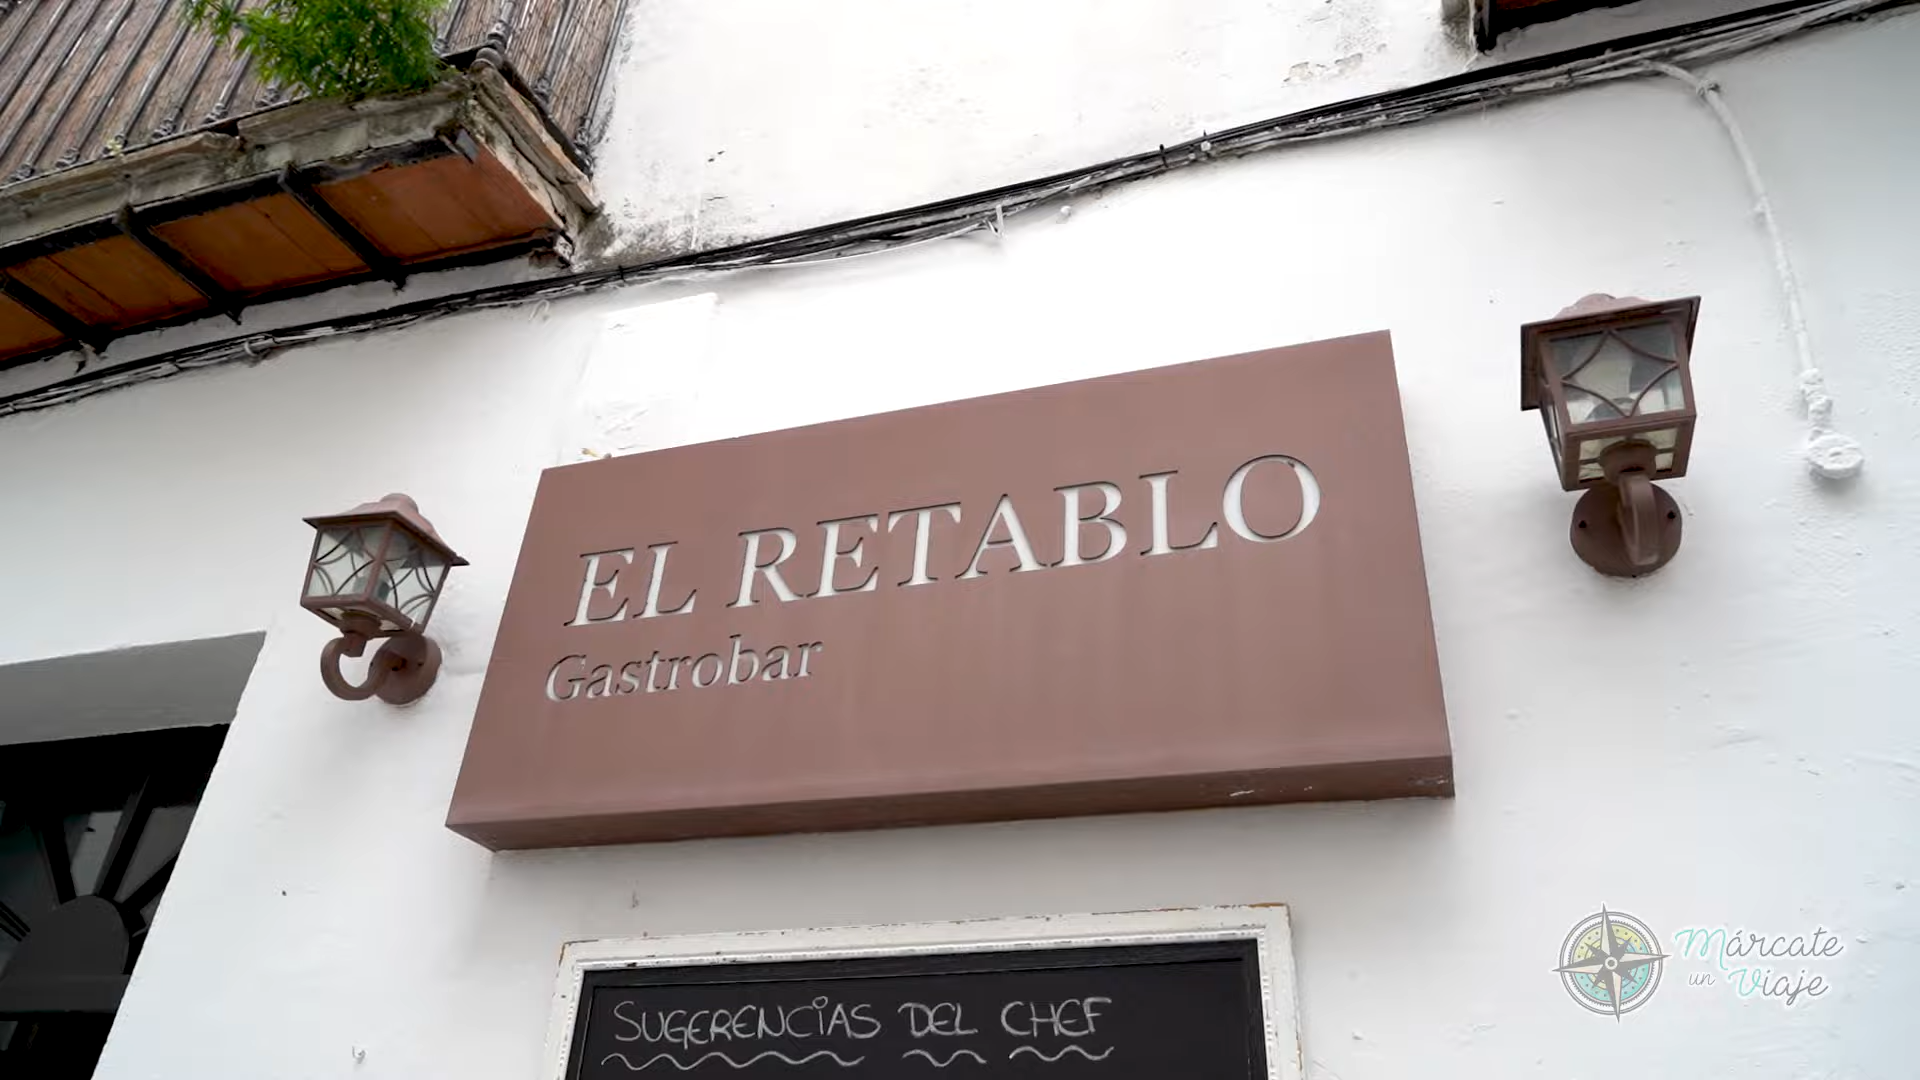 EL RETABLO
Gastrobar
SUGERENCIAS DEL CHEF
Márcate
un Viaje